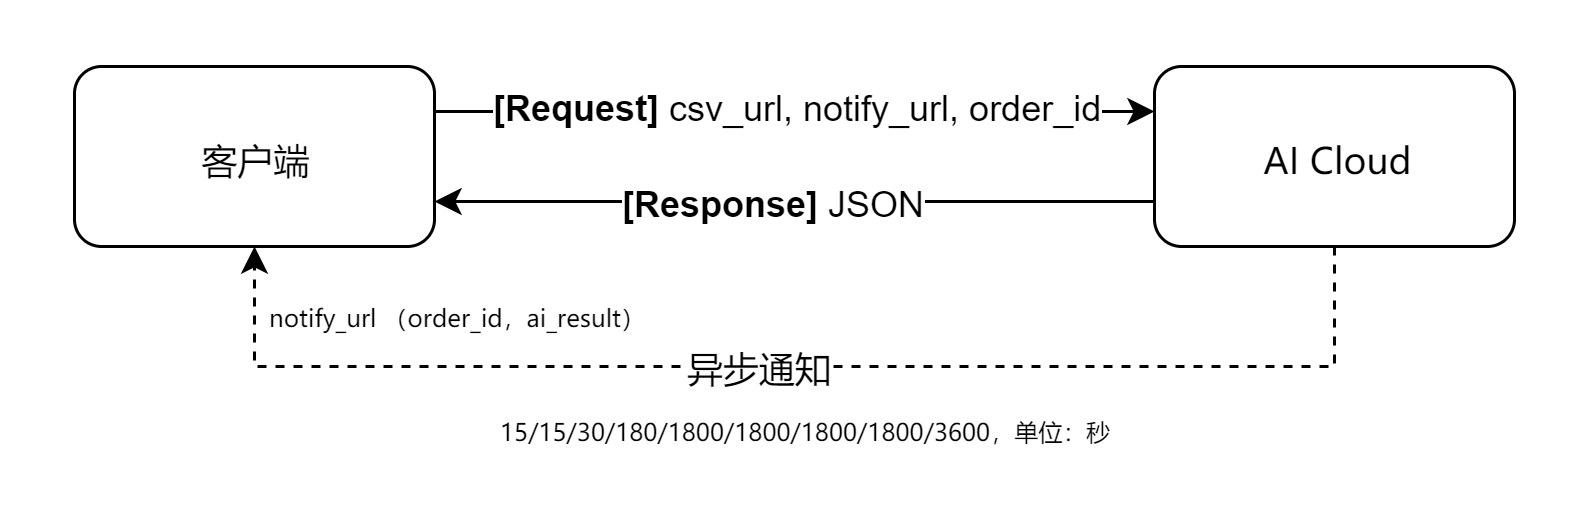 客户端
[Request] csv_url, notify_url, order_id
AI Cloud
[Response] JSON
notify_url （order_id，ai_result）
异步通知
15/15/30/180/1800/1800/1800/1800/3600，单位：秒